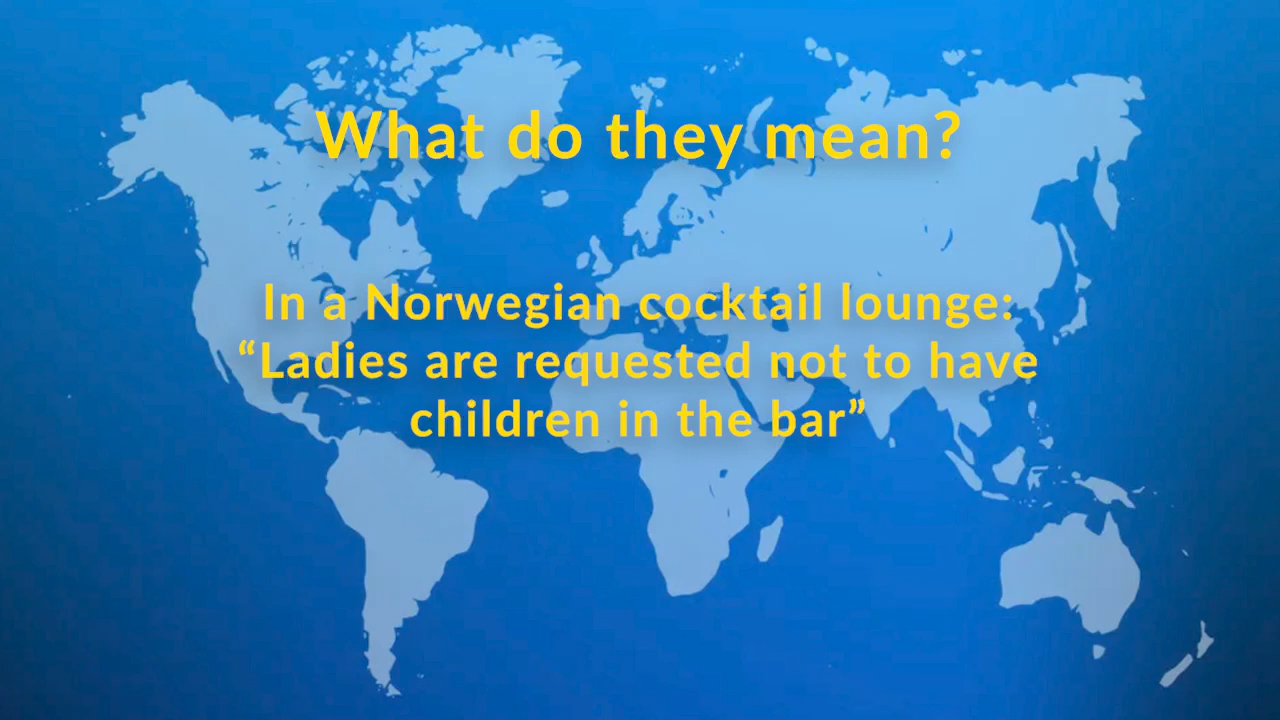 What do they mean?
In a Norwegian cocktail lounge:
“Ladies are requested not to have
children in the bar”